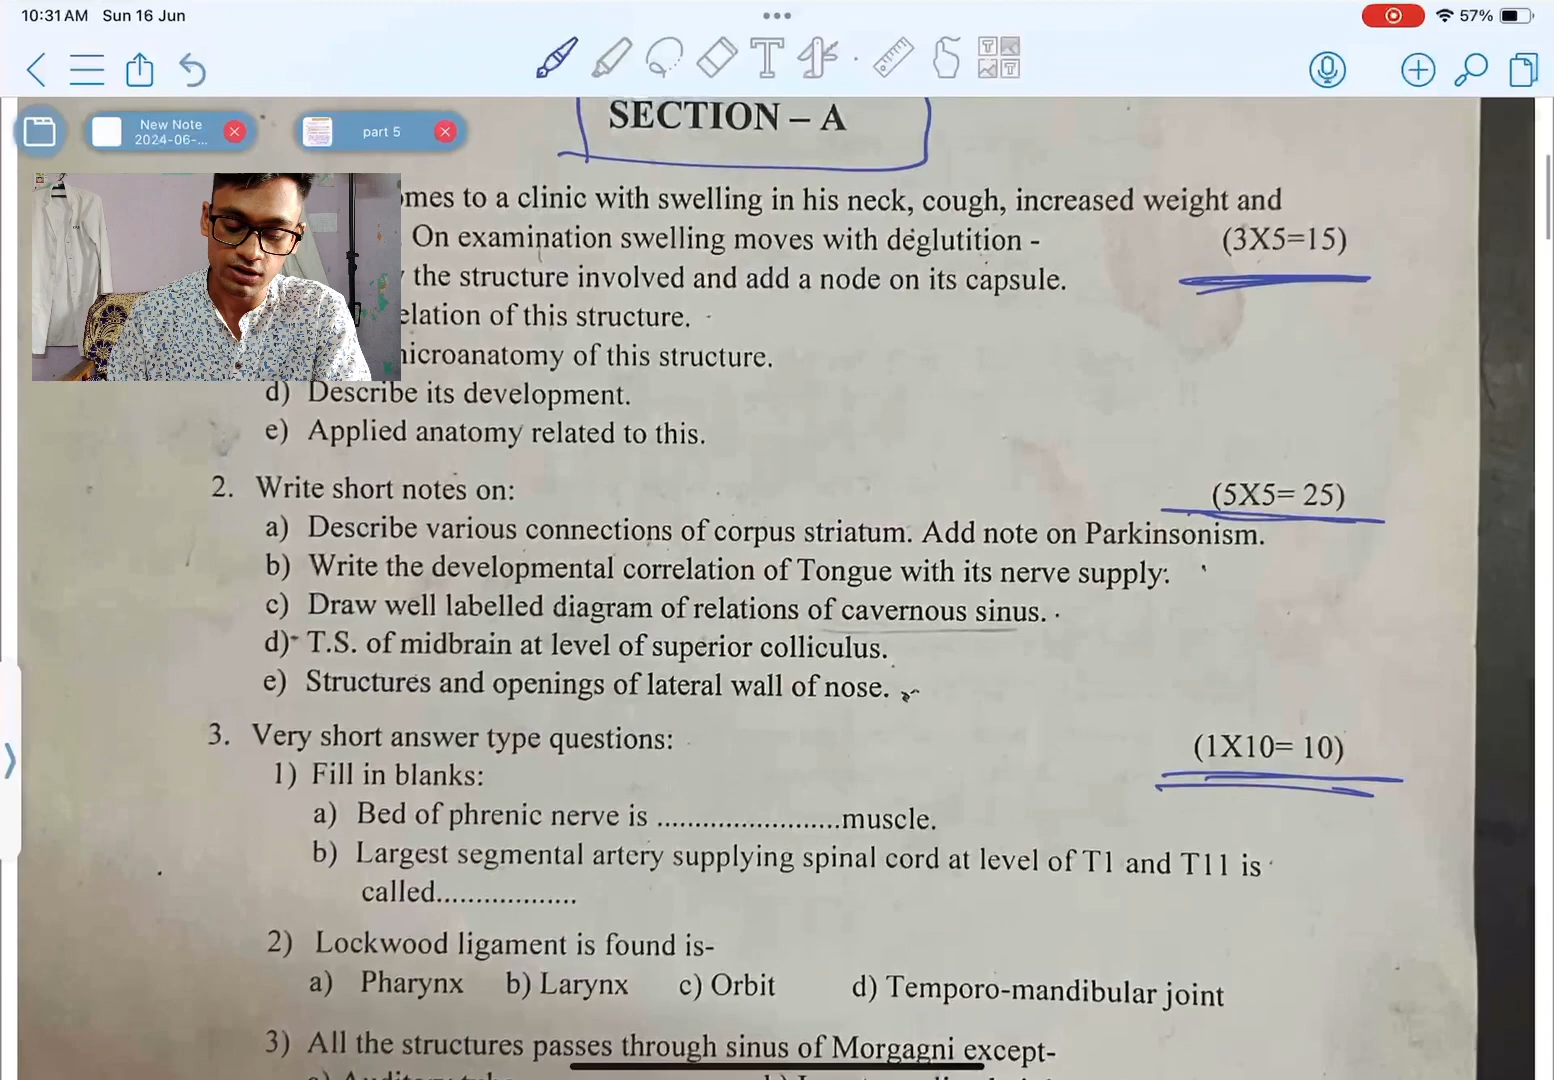 10:31 AM Sun 16 Jun
57%
New Note
2024-06-...
part 5
SECTION – A
mes to a clinic with swelling in his neck, cough, increased weight and
On examination swelling moves with deglutition -
(3X5=15)
the structure involved and add a node on its capsule.
elation of this structure.
icroanatomy of this structure.
d) Describe its development.
e) Applied anatomy related to this.
2. Write short notes on:
(5X5= 25)
a) Describe various connections of corpus striatum. Add note on Parkinsonism.
b) Write the developmental correlation of Tongue with its nerve supply.
c) Draw well labelled diagram of relations of cavernous sinus.
d) T.S. of midbrain at level of superior colliculus.
e) Structures and openings of lateral wall of nose.
3. Very short answer type questions:
(1X10= 10)
1) Fill in blanks:
a) Bed of phrenic nerve is ........................muscle.
b) Largest segmental artery supplying spinal cord at level of T1 and T11 is
called...................
2) Lockwood ligament is found is-
a) Pharynx b) Larynx c) Orbit d) Temporo-mandibular joint
3) All the structures passes through sinus of Morgagni except-